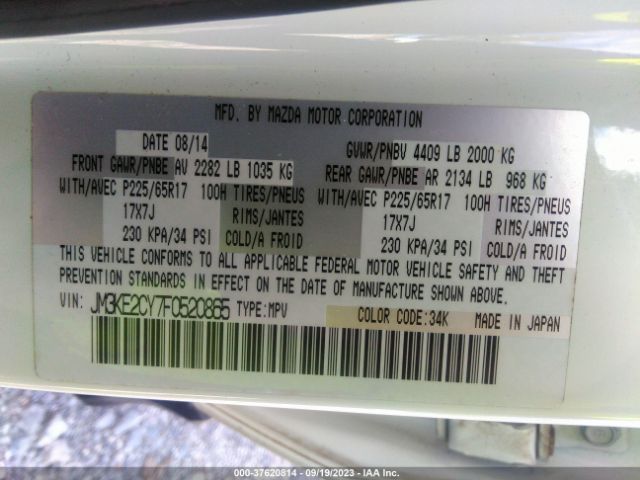 MFD. BY MAZDA MOTOR CORPORATION
DATE 08/14 GVWR/PNBV 4409 LB 2000 KG
FRONT GAWR/PNBE AV 2282 LB 1035 KG REAR GAWR/PNBE AR 2134 LB 968 KG
WITH/AVEC P225/65R17 100H TIRES/PNEUS WITH/AVEC P225/65R17 100H TIRES/PNEUS
17X7J RIMS/JANTES 17X7J RIMS/JANTES
230 KPA/34 PSI COLD/A FROID 230 KPA/34 PSI COLD/A FROID
THIS VEHICLE CONFORMS TO ALL APPLICABLE FEDERAL MOTOR VEHICLE SAFETY AND THEFT
PREVENTION STANDARDS IN EFFECT ON THE DATE OF MANUFACTURE SHOWN ABOVE.
VIN: JM3KE2CY7F0520865 TYPE:MPV COLOR CODE:34K MADE IN JAPAN
000-37620814 - 09/19/2023 - IAA Inc.